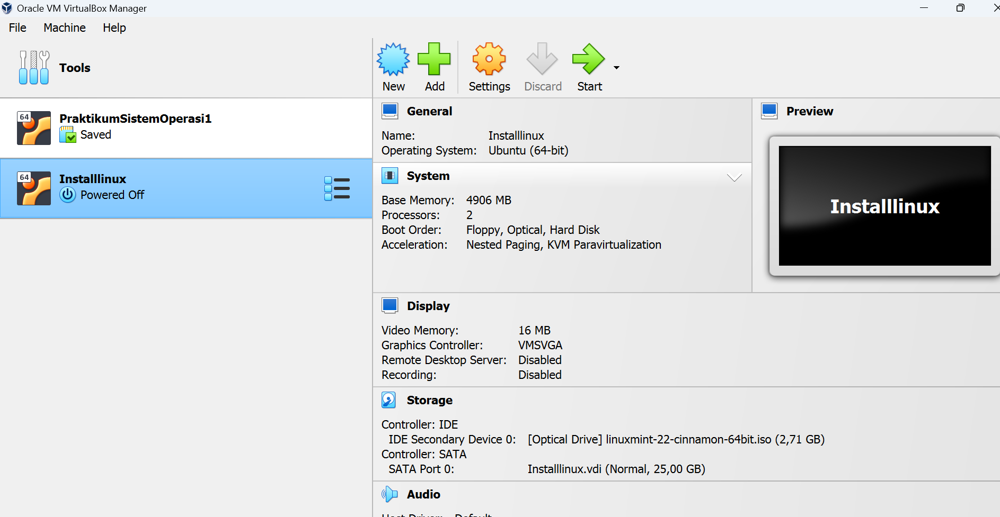 Oracle VM VirtualBox Manager
File Machine Help
Tools
New Add Settings Discard Start
64
PraktikumSistemOperasi1
Saved
64
Installlinux
Powered Off
General
Name: Installlinux
Operating System: Ubuntu (64-bit)
Preview
Installlinux
System
Base Memory: 4906 MB
Processors: 2
Boot Order: Floppy, Optical, Hard Disk
Acceleration: Nested Paging, KVM Paravirtualization
Display
Video Memory: 16 MB
Graphics Controller: VMSVGA
Remote Desktop Server: Disabled
Recording: Disabled
Storage
Controller: IDE
IDE Secondary Device 0: [Optical Drive] linuxmint-22-cinnamon-64bit.iso (2,71 GB)
Controller: SATA
SATA Port 0: Installlinux.vdi (Normal, 25,00 GB)
Audio
Host Driver: Default